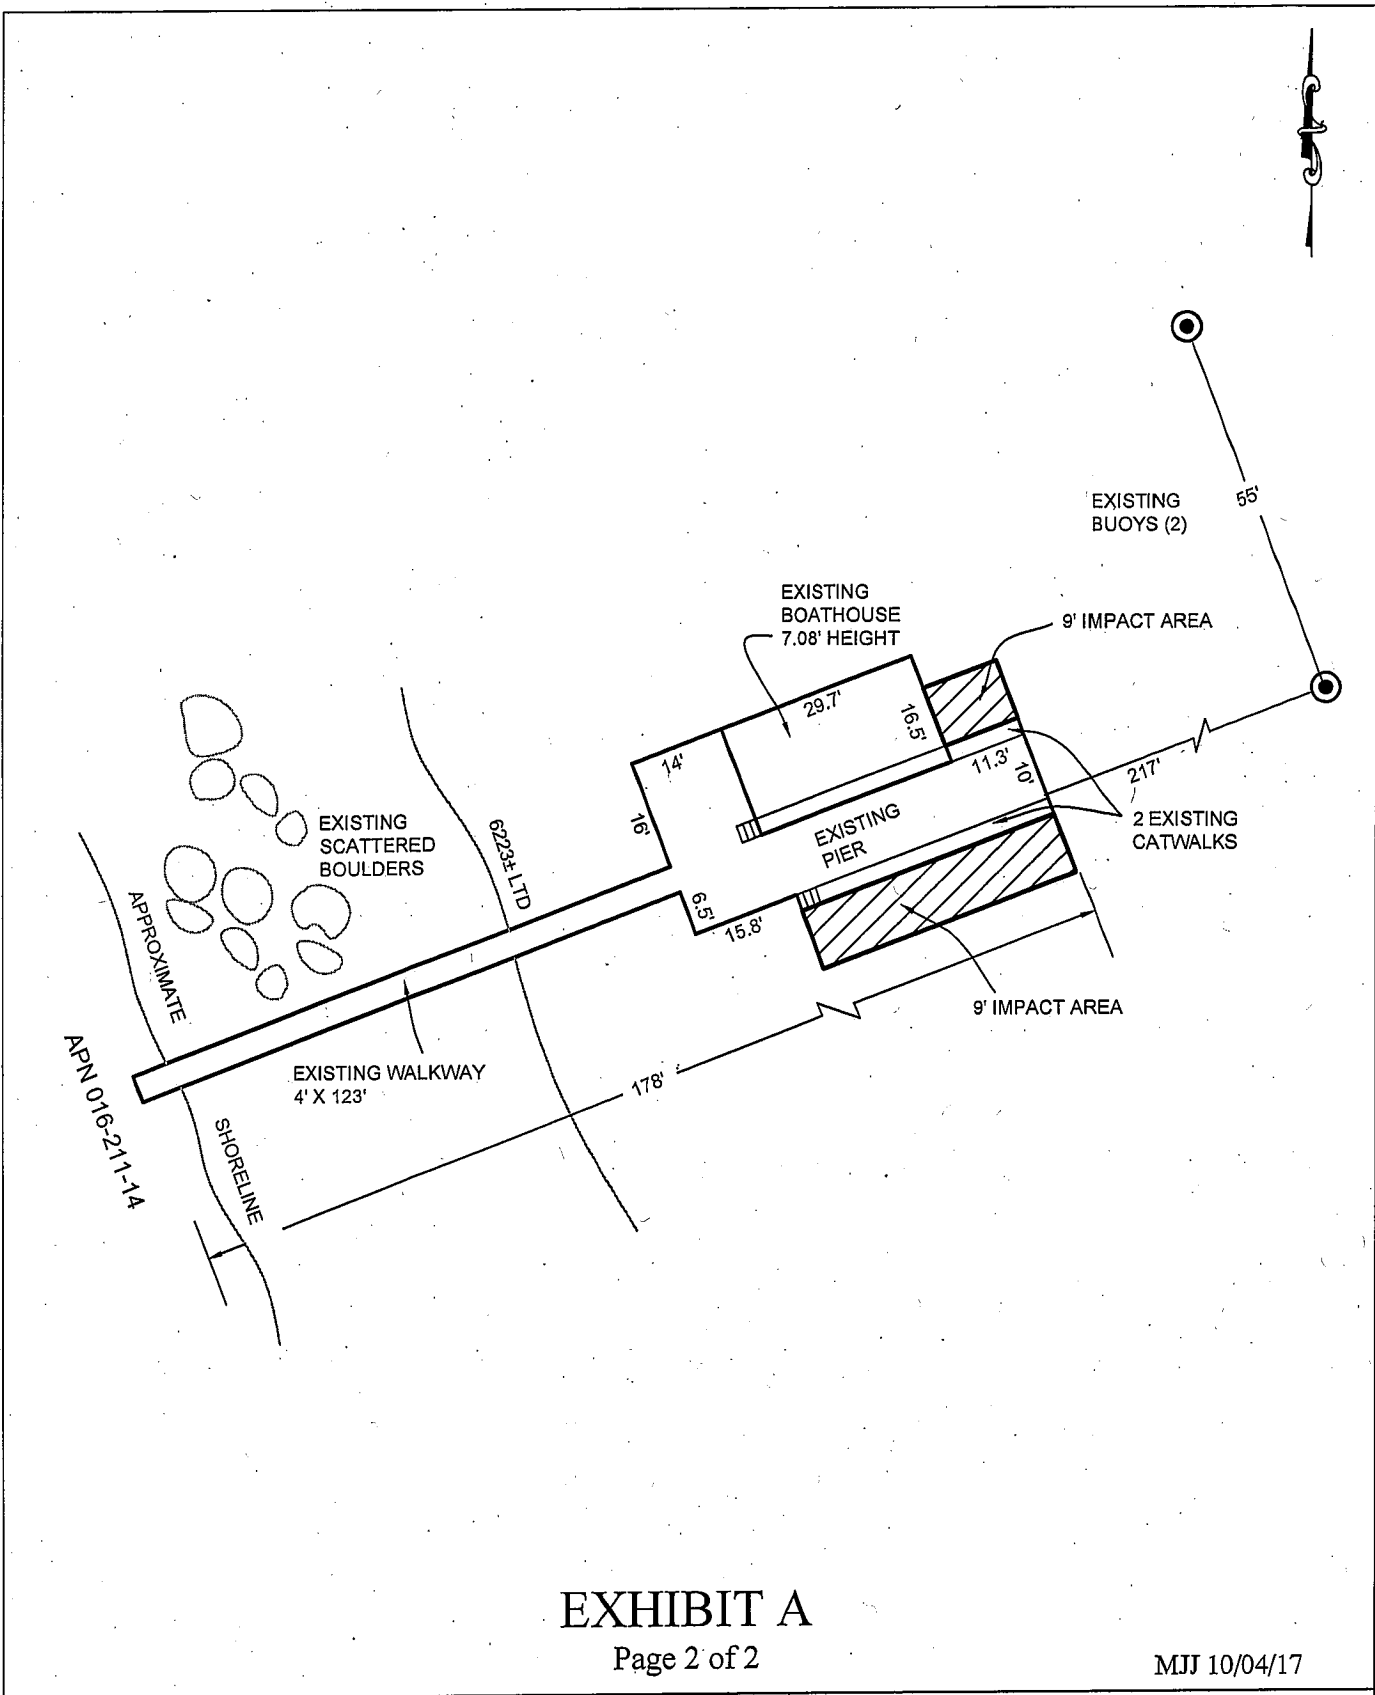 EXISTING
BUOYS (2)
55'
EXISTING
BOATHOUSE
7.08' HEIGHT
9' IMPACT AREA
29.7'
16.5'
14'
11.3'
10'
217'
16'
EXISTING
SCATTERED
BOULDERS
6223± LTD
EXISTING
PIER
2 EXISTING
CATWALKS
6.5'
15.8'
APPROXIMATE
9' IMPACT AREA
EXISTING WALKWAY
4' X 123'
178'
APN 016-211-14
SHORELINE
EXHIBIT A
Page 2 of 2
MJJ 10/04/17